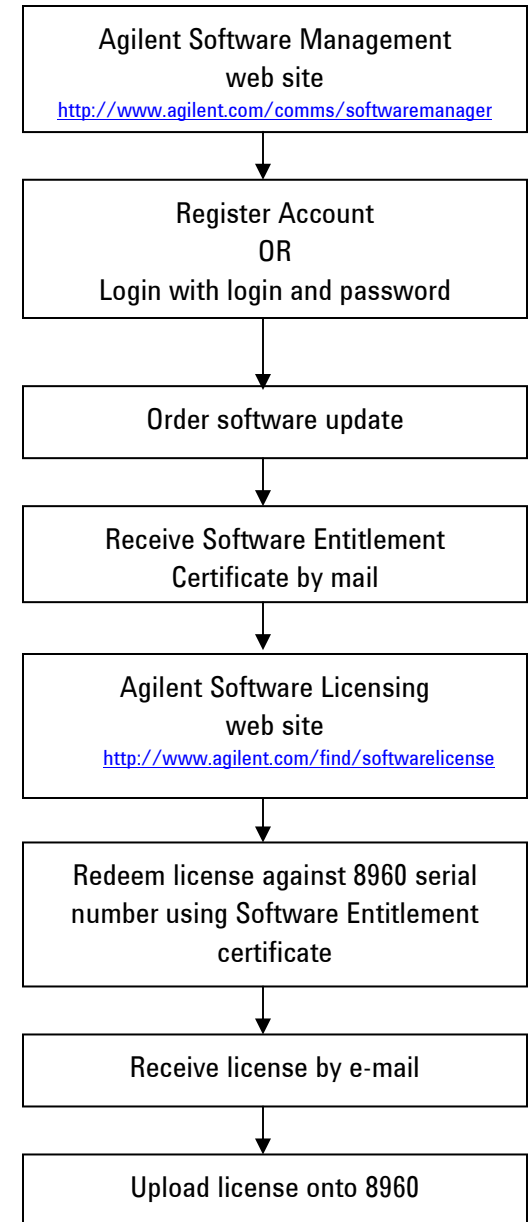 Agilent Software Management
web site
http://www.agilent.com/comms/softwaremanager
Register Account
OR
Login with login and password
Order software update
Receive Software Entitlement
Certificate by mail
Agilent Software Licensing
web site
http://www.agilent.com/find/softwarelicense
Redeem license against 8960 serial
number using Software Entitlement
certificate
Receive license by e-mail
Upload license onto 8960